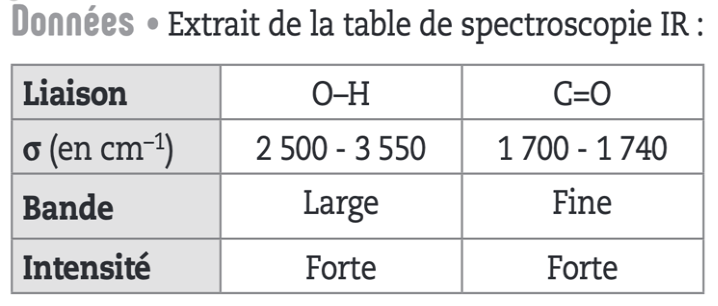 Données • Extrait de la table de spectroscopie IR :
Liaison O–H C=O
σ (en cm⁻¹) 2 500 - 3 550 1 700 - 1 740
Bande Large Fine
Intensité Forte Forte